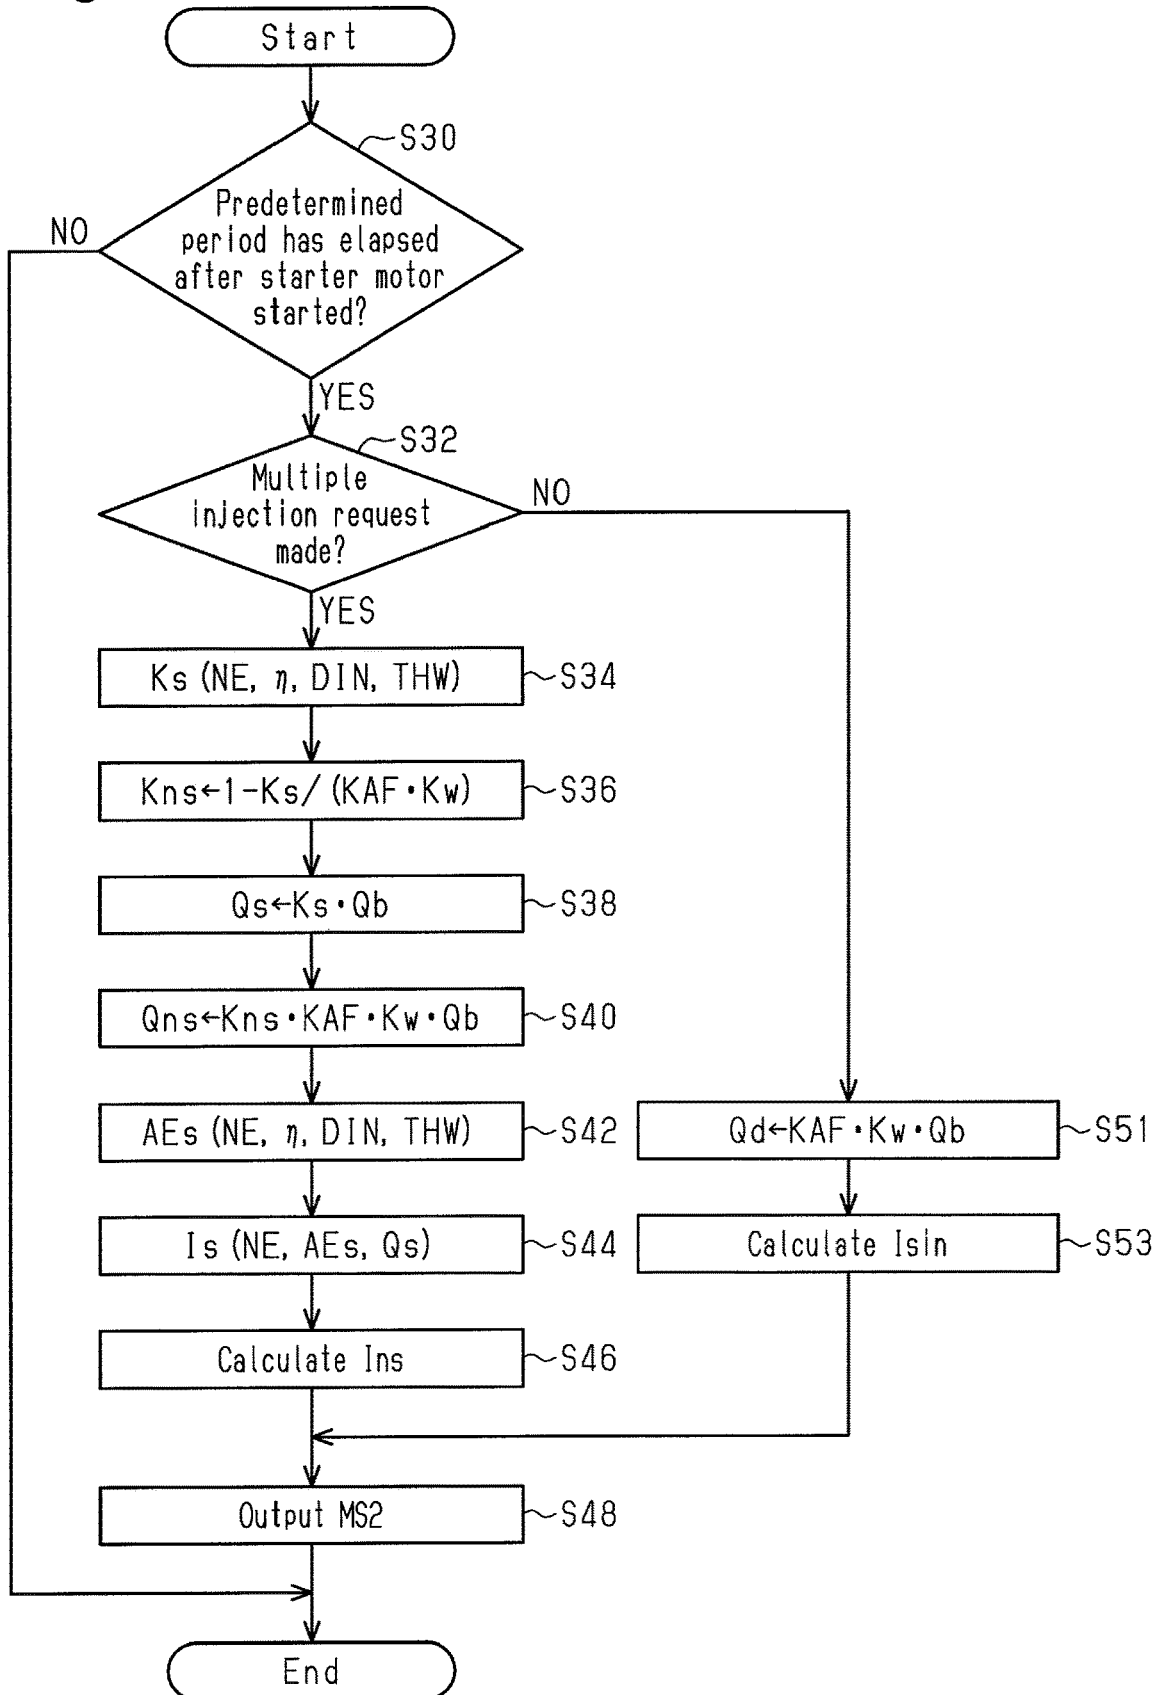 Start
S30
Predetermined
period has elapsed
after starter motor
started?
NO
YES
S32
Multiple
injection request
made?
NO
YES
Ks (NE, η, DIN, THW)
S34
Kns←1-Ks/ (KAF·Kw)
S36
Qs←Ks·Qb
S38
Qns←Kns·KAF·Kw·Qb
S40
AEs (NE, η, DIN, THW)
S42
Qd←KAF·Kw·Qb
S51
Is (NE, AEs, Qs)
S44
Calculate Isin
S53
Calculate Ins
S46
Output MS2
S48
End